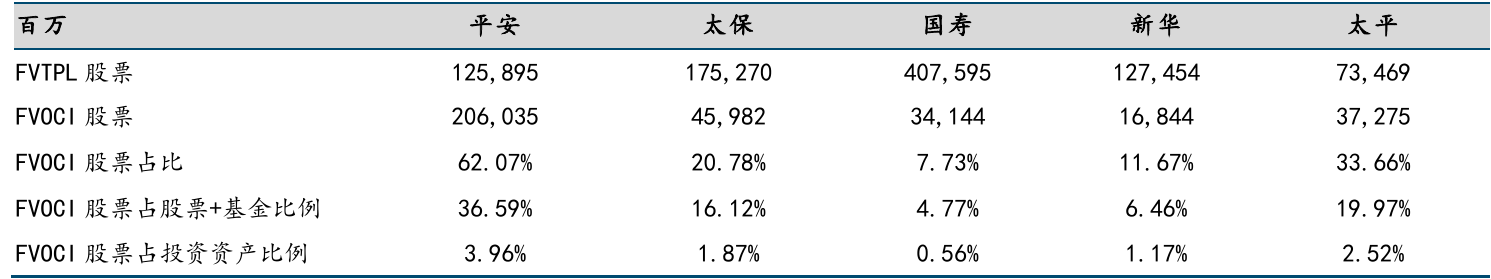 百万 平安 太保 国寿 新华 太平
FVTPL 股票 125,895 175,270 407,595 127,454 73,469
FVOCI 股票 206,035 45,982 34,144 16,844 37,275
FVOCI 股票占比 62.07% 20.78% 7.73% 11.67% 33.66%
FVOCI 股票占股票+基金比例 36.59% 16.12% 4.77% 6.46% 19.97%
FVOCI 股票占投资资产比例 3.96% 1.87% 0.56% 1.17% 2.52%